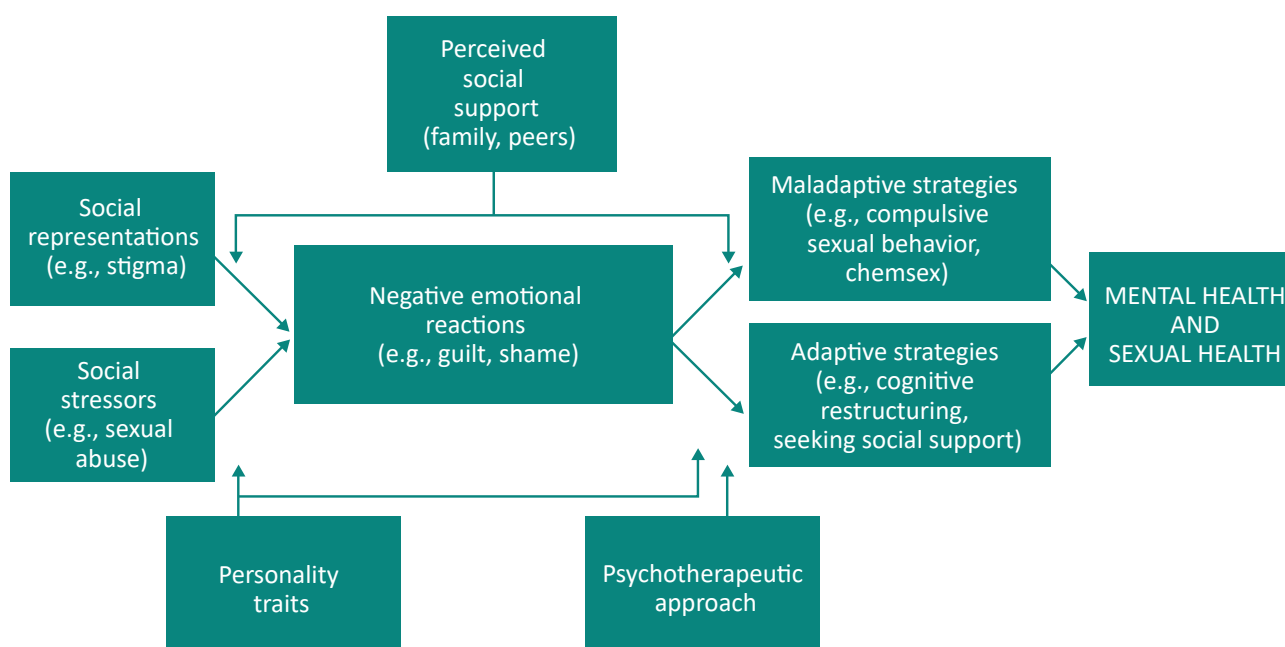 Perceived
social
support
(family, peers)
Social
representations
(e.g., stigma)
Negative emotional
reactions
(e.g., guilt, shame)
Maladaptive strategies
(e.g., compulsive
sexual behavior,
chemsex)
MENTAL HEALTH
AND
SEXUAL HEALTH
Social
stressors
(e.g., sexual
abuse)
Adaptive strategies
(e.g., cognitive
restructuring,
seeking social support)
Personality
traits
Psychotherapeutic
approach